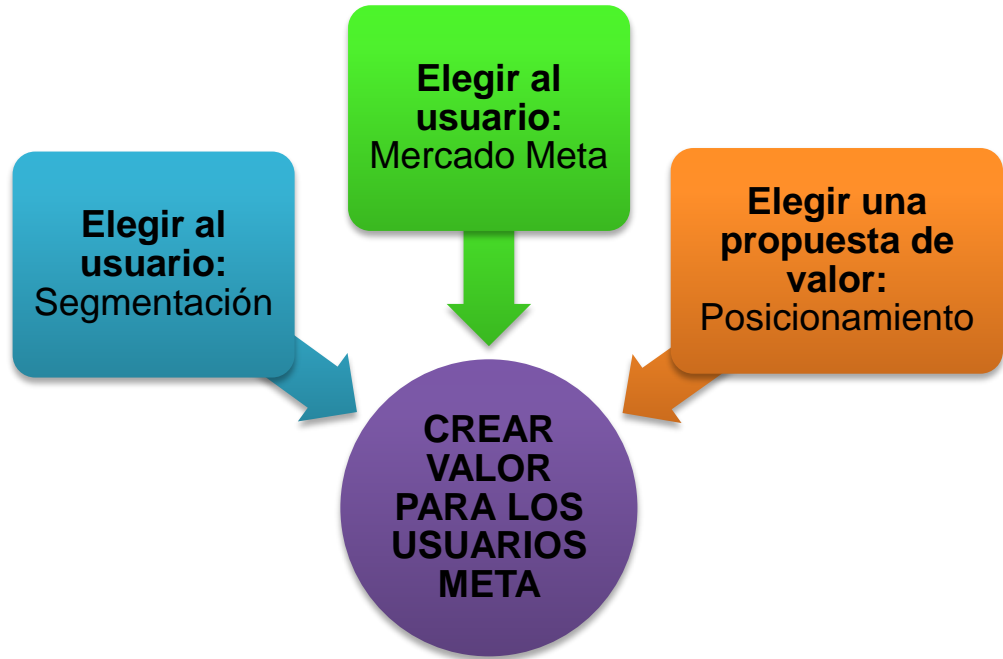 Elegir al
usuario:
Segmentación
Elegir al
usuario:
Mercado Meta
Elegir una
propuesta de
valor:
Posicionamiento
CREAR
VALOR
PARA LOS
USUARIOS
META